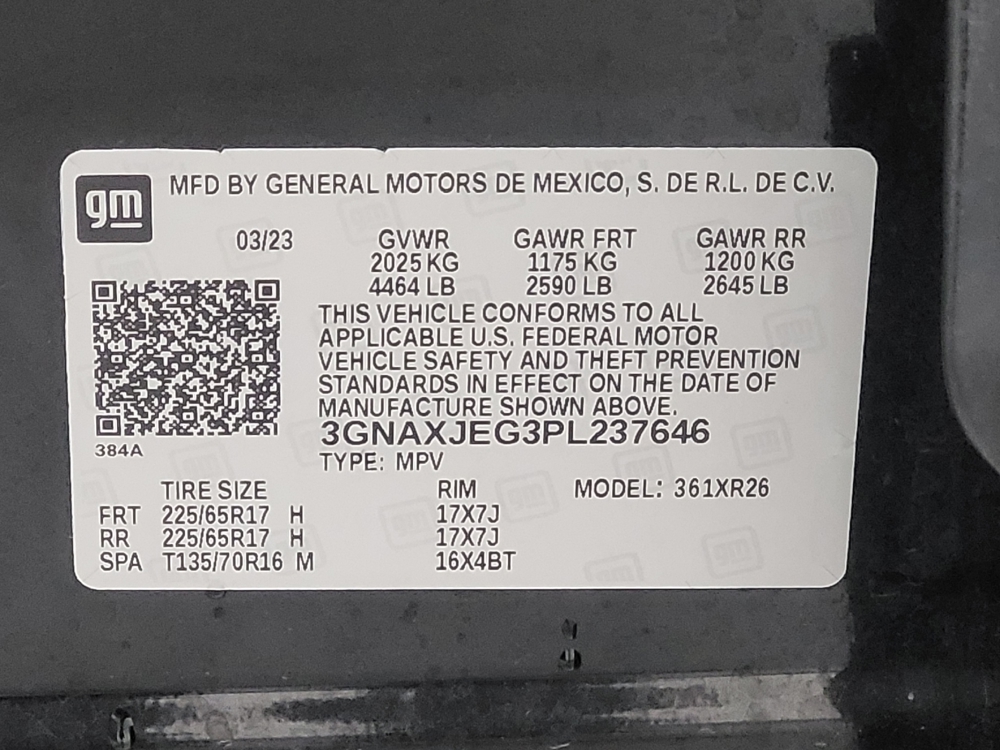 gm
MFD BY GENERAL MOTORS DE MEXICO, S. DE R.L. DE C.V.
03/23 GVWR GAWR FRT GAWR RR
2025 KG 1175 KG 1200 KG
4464 LB 2590 LB 2645 LB
THIS VEHICLE CONFORMS TO ALL
APPLICABLE U.S. FEDERAL MOTOR
VEHICLE SAFETY AND THEFT PREVENTION
STANDARDS IN EFFECT ON THE DATE OF
MANUFACTURE SHOWN ABOVE.
3GNAXJEG3PL237646
384A
TYPE: MPV
TIRE SIZE RIM MODEL: 361XR26
FRT 225/65R17 H 17X7J
RR 225/65R17 H 17X7J
SPA T135/70R16 M 16X4BT